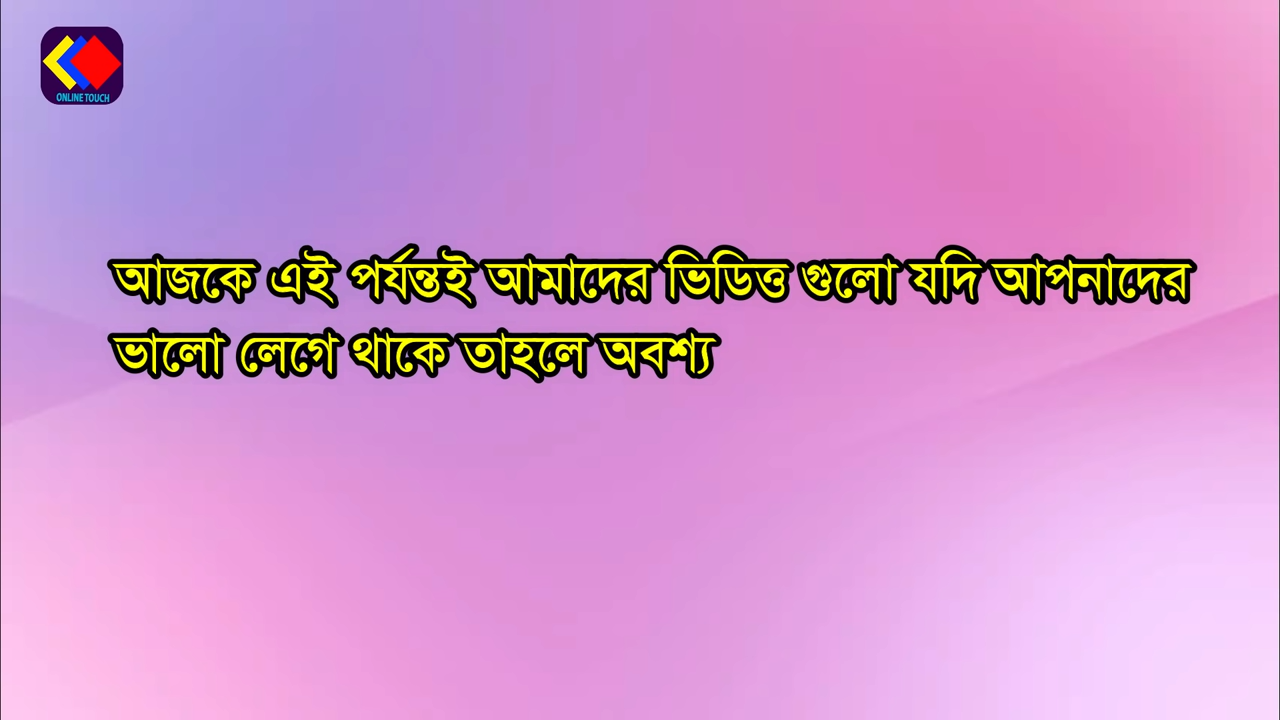 ONLINE TOUCH
আজকে এই পর্যন্তই আমাদের ভিডিত্ত গুলো যদি আপনাদের
ভালো লেগে থাকে তাহলে অবশ্য